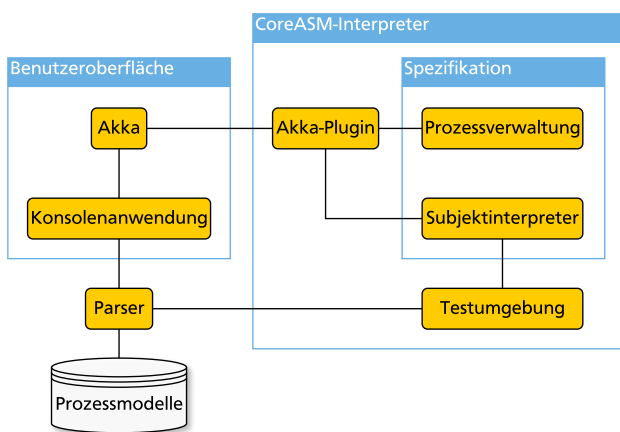 CoreASM-Interpreter
Benutzeroberfläche
Spezifikation
Akka
Akka-Plugin
Prozessverwaltung
Konsolenanwendung
Subjektinterpreter
Parser
Testumgebung
Prozessmodelle